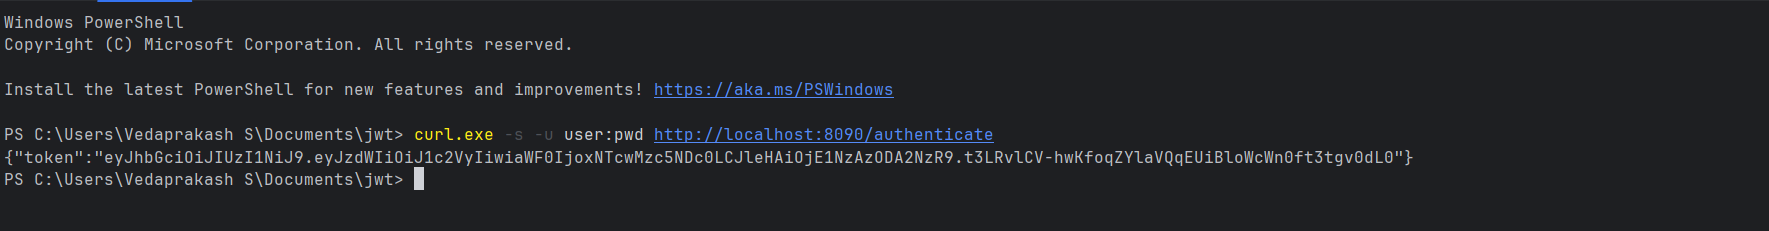 Windows PowerShell
Copyright (C) Microsoft Corporation. All rights reserved.
Install the latest PowerShell for new features and improvements! https://aka.ms/PSWindows
PS C:\Users\Vedaprakash S\Documents\jwt> curl.exe -s -u user:pwd http://localhost:8090/authenticate
{"token":"eyJhbGciOiJIUzI1NiJ9.eyJzdWIiOiJ1c2VyIiwiaWF0IjoxNTcwMzc5NDc0LCJleHAiOjE1NzAzODA2NzR9.t3LRvlCV-hwKfoqZYlaVQqEUiBloWcWn0ft3tgv0dL0"}
PS C:\Users\Vedaprakash S\Documents\jwt>